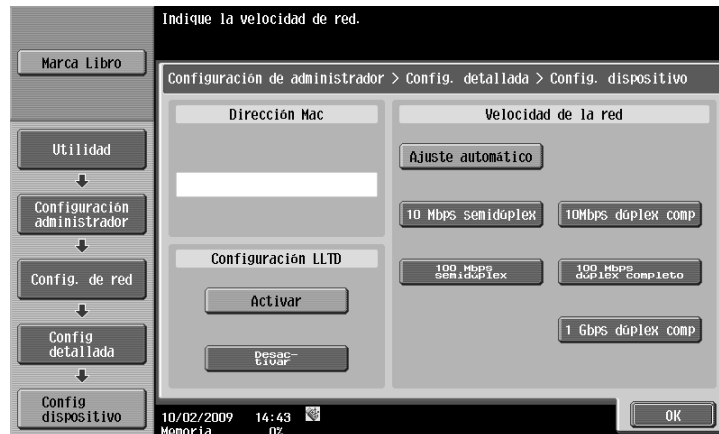 Indique la velocidad de red.
Marca Libro
Configuración de administrador > Config. detallada > Config. dispositivo
Utilidad
Configuración
administrador
Config. de red
Config
detallada
Config
dispositivo
Dirección Mac
Configuración LLTD
Activar
Desac-
tivar
Velocidad de la red
Ajuste automático
10 Mbps semidúplex
10Mbps dúplex comp
100 Mbps
semidúplex
100 Mbps
dúplex completo
1 Gbps dúplex comp
10/02/2009 14:43
Memoria 0%
OK